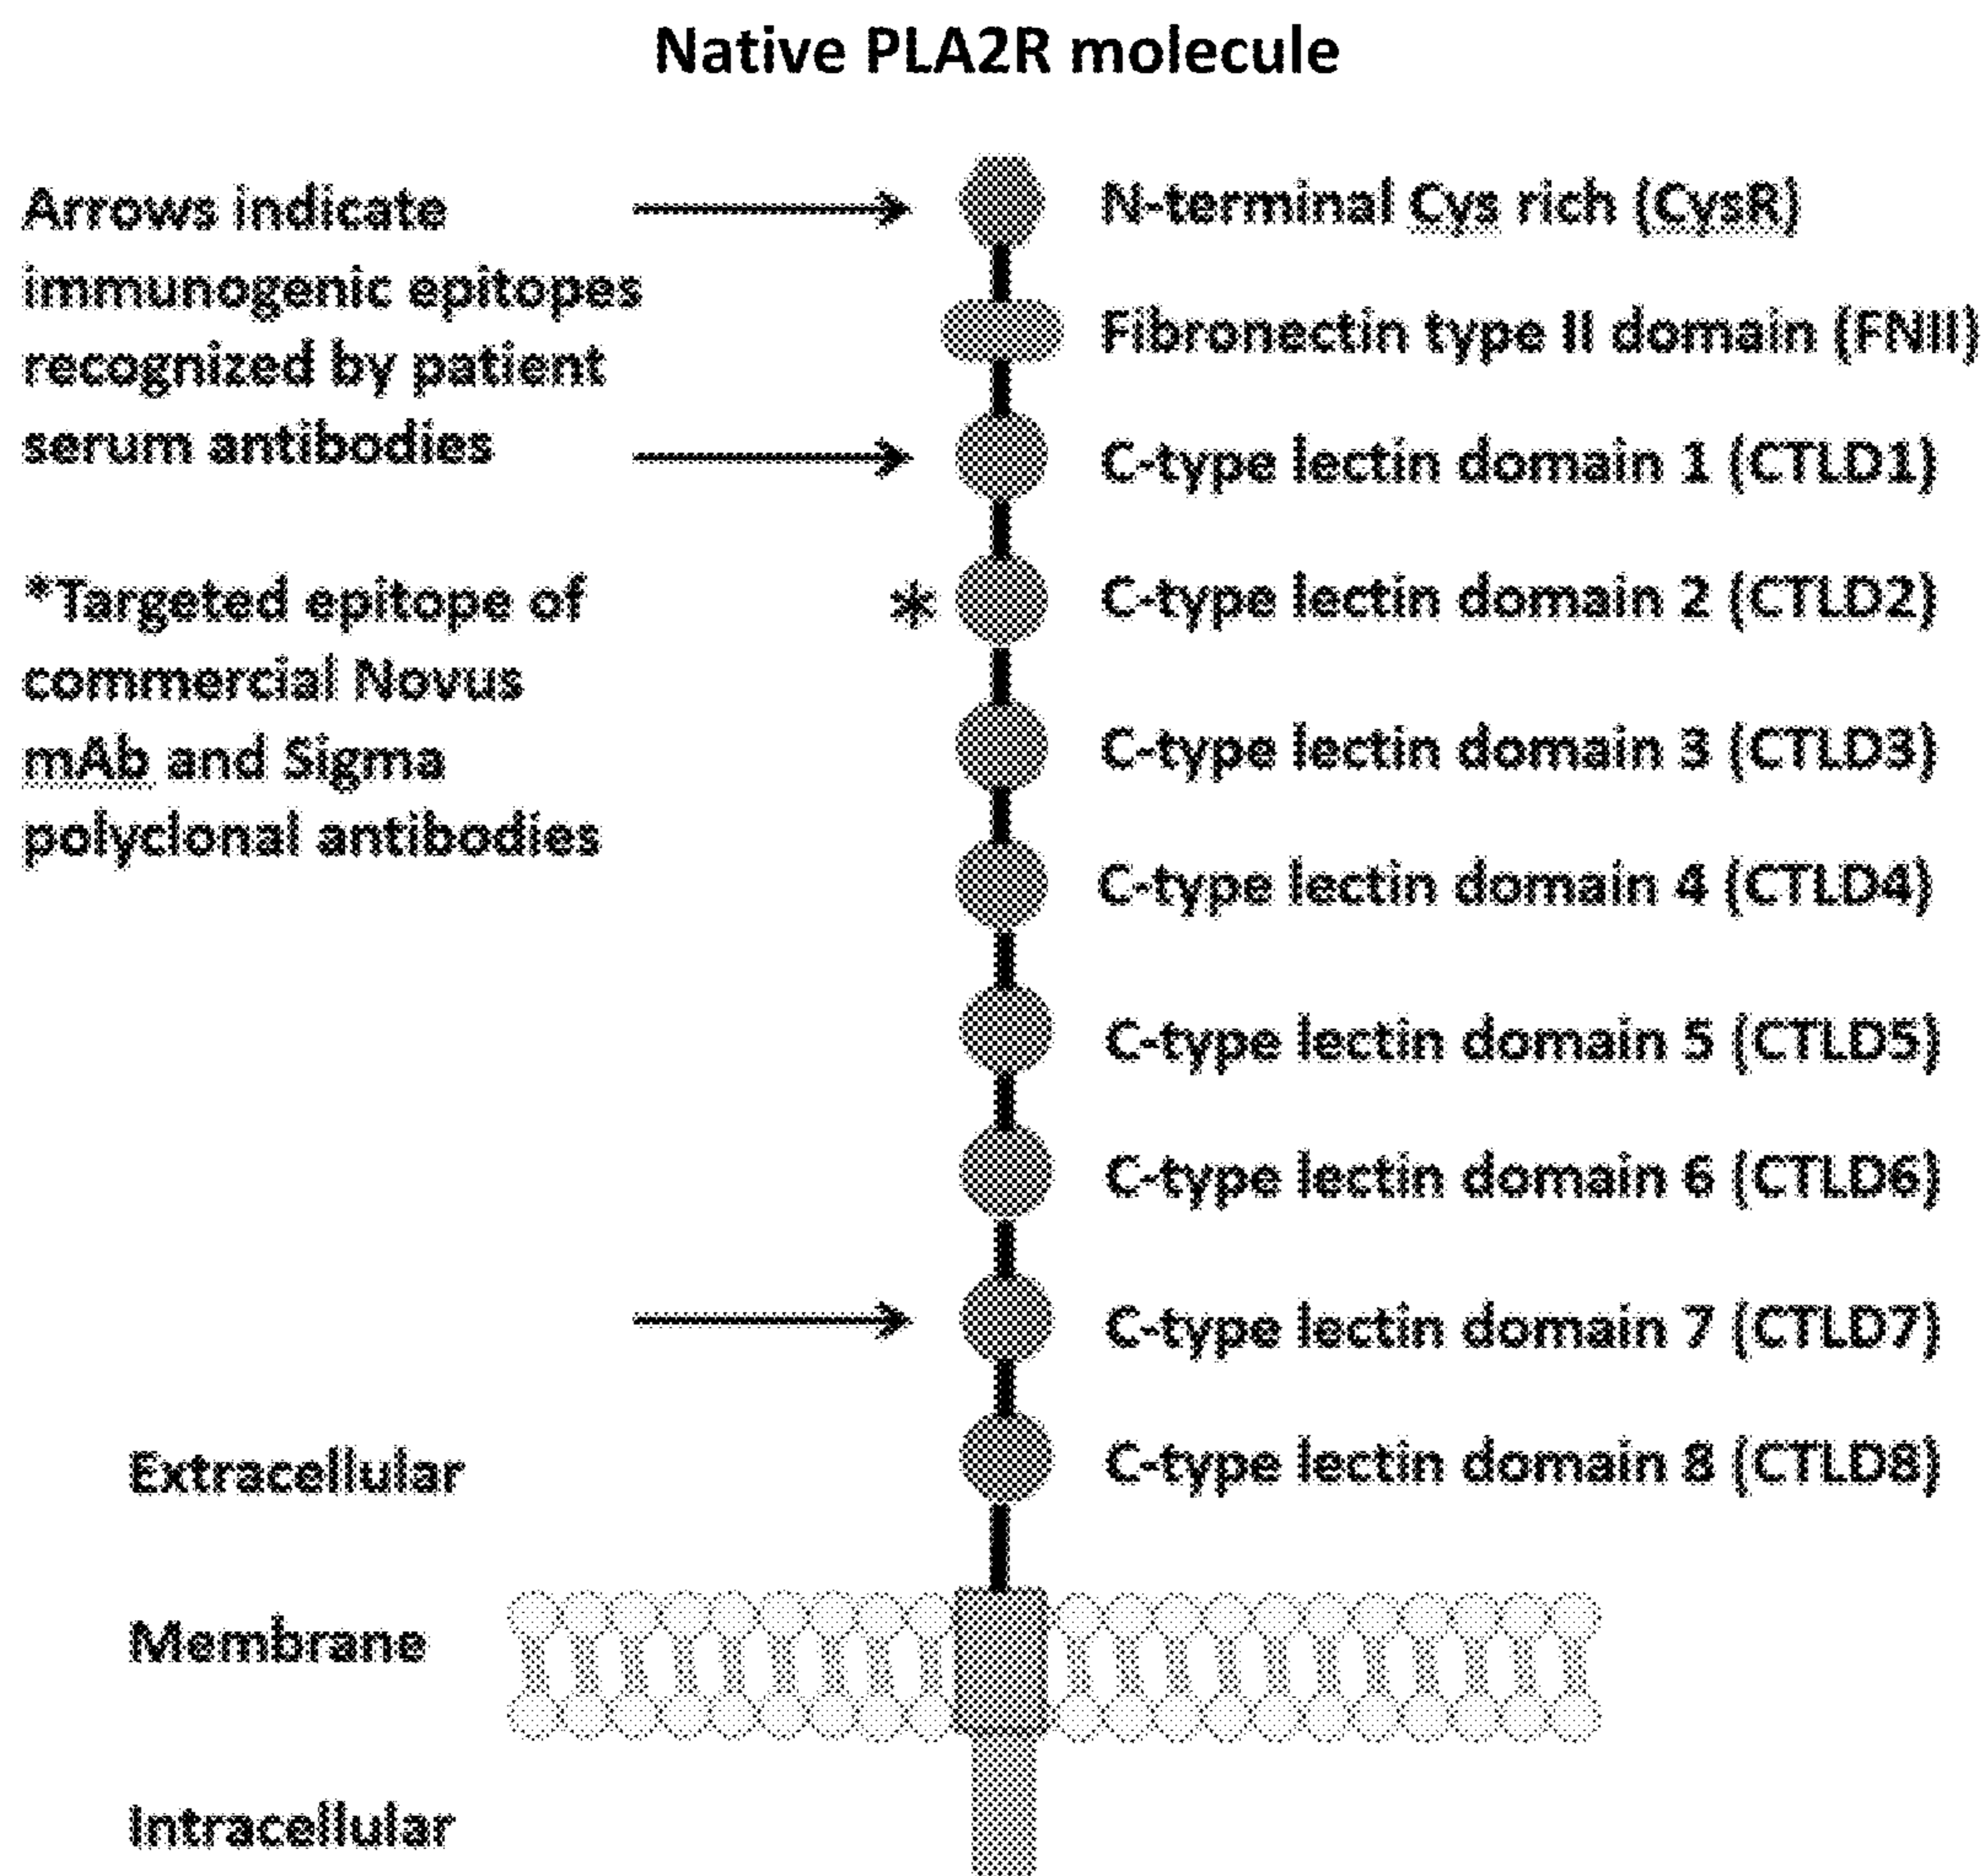 Native PLA2R molecule
Arrows indicate
immunogenic epitopes
recognized by patient
serum antibodies
*Targeted epitope of
commercial Novus
mAb and Sigma
polyclonal antibodies
*
N-terminal Cys rich (CysR)
Fibronectin type II domain (FNII)
C-type lectin domain 1 (CTLD1)
C-type lectin domain 2 (CTLD2)
C-type lectin domain 3 (CTLD3)
C-type lectin domain 4 (CTLD4)
C-type lectin domain 5 (CTLD5)
C-type lectin domain 6 (CTLD6)
C-type lectin domain 7 (CTLD7)
C-type lectin domain 8 (CTLD8)
Extracellular
Membrane
Intracellular